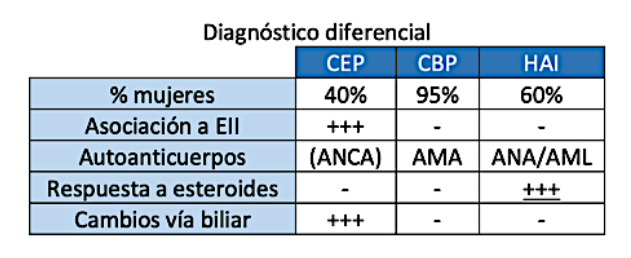 Diagnóstico diferencial
CEP CBP HAI
% mujeres 40% 95% 60%
Asociación a EII +++ - -
Autoanticuerpos (ANCA) AMA ANA/AML
Respuesta a esteroides - - +++
Cambios vía biliar +++ - -